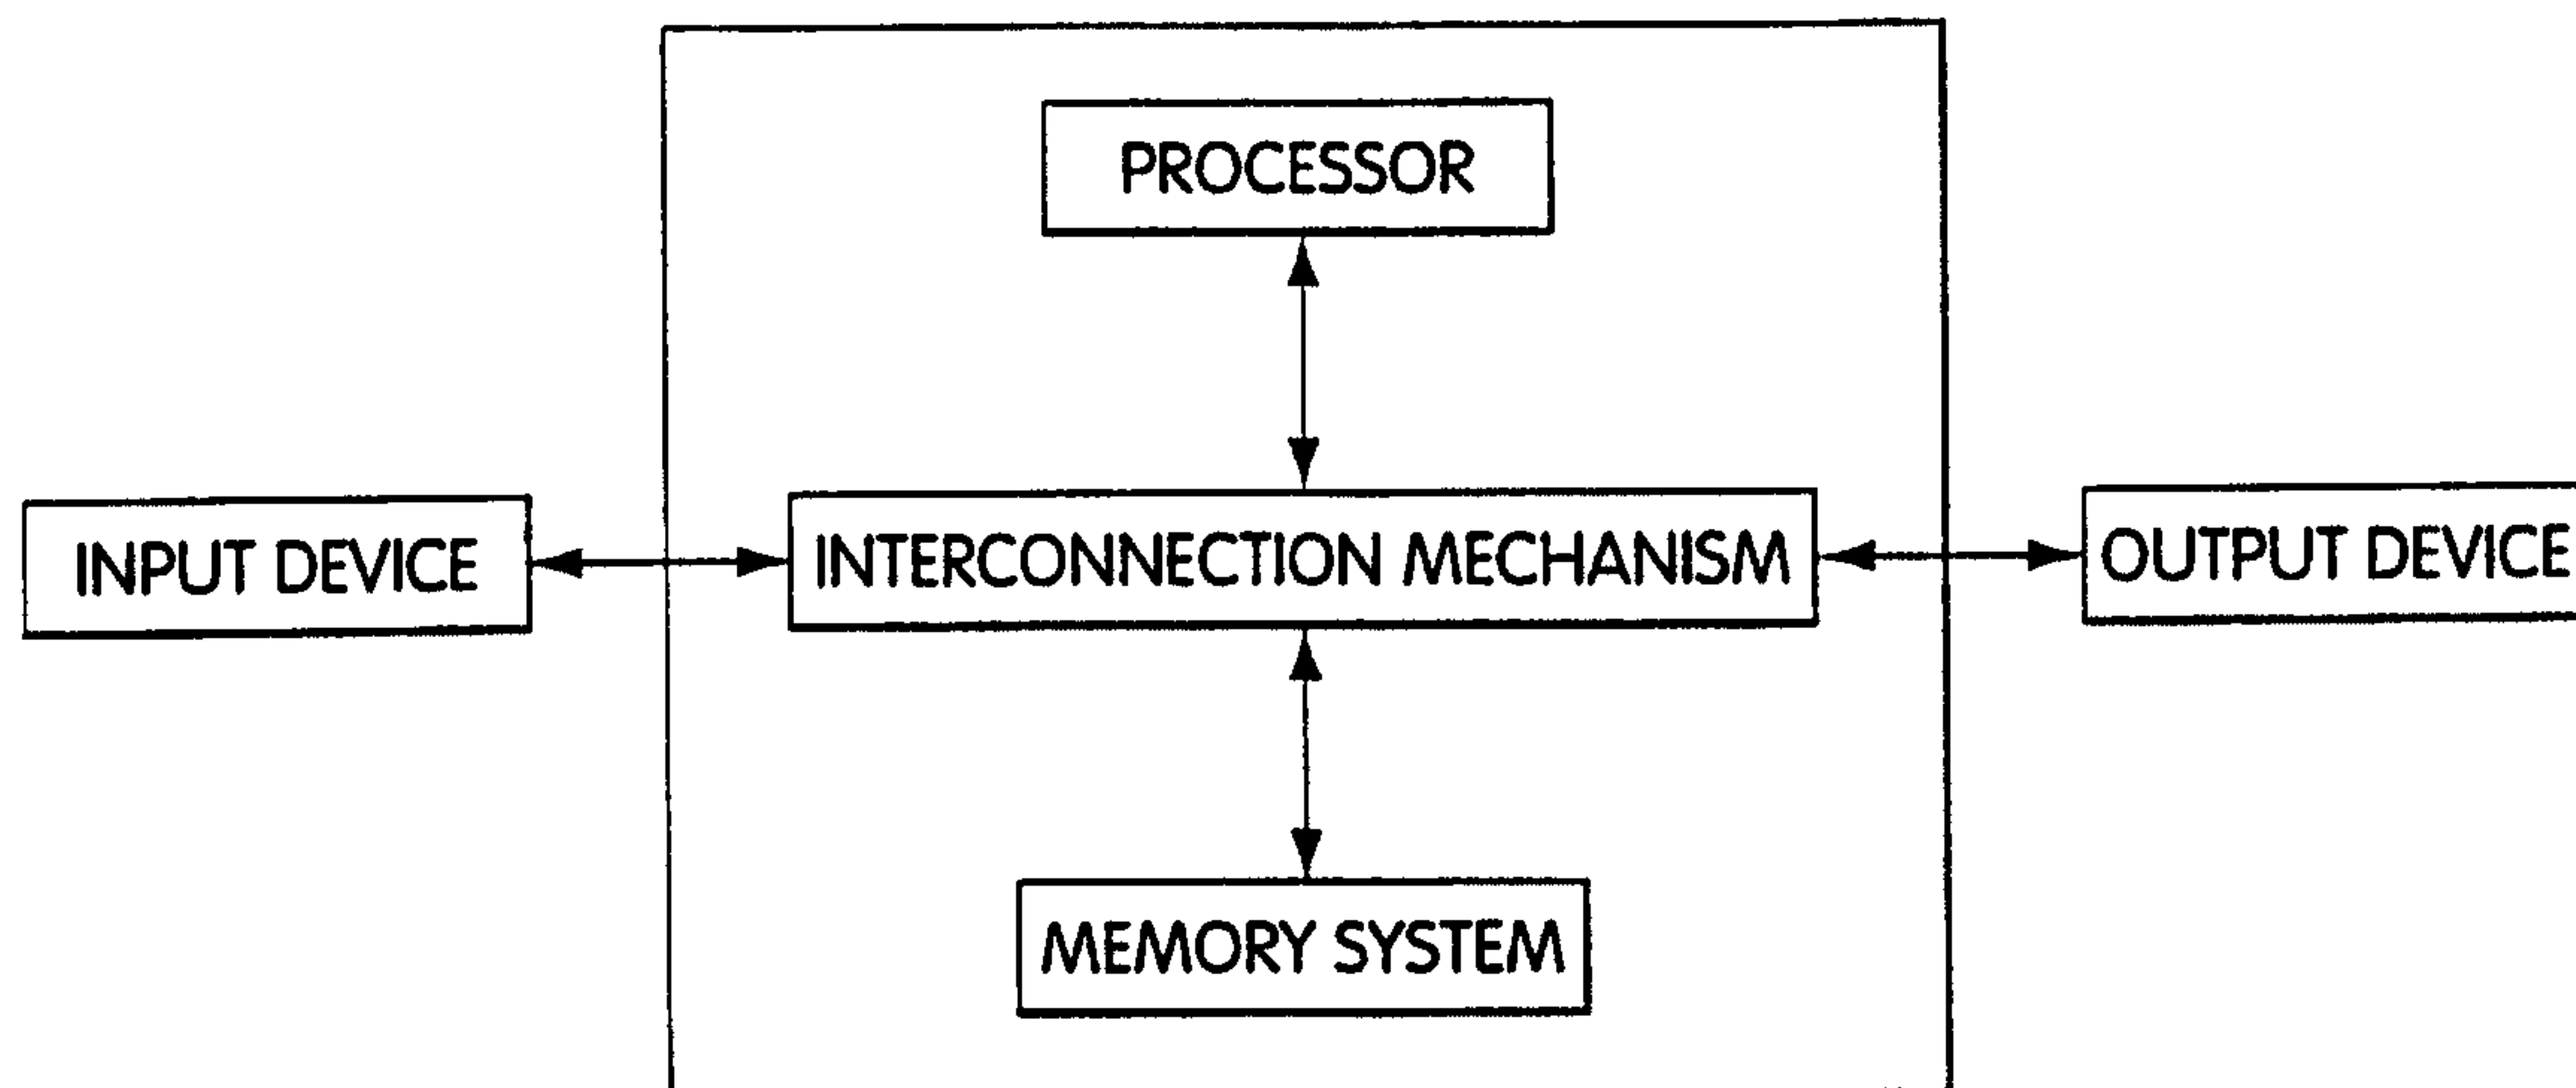 PROCESSOR
INPUT DEVICE
INTERCONNECTION MECHANISM
OUTPUT DEVICE
MEMORY SYSTEM